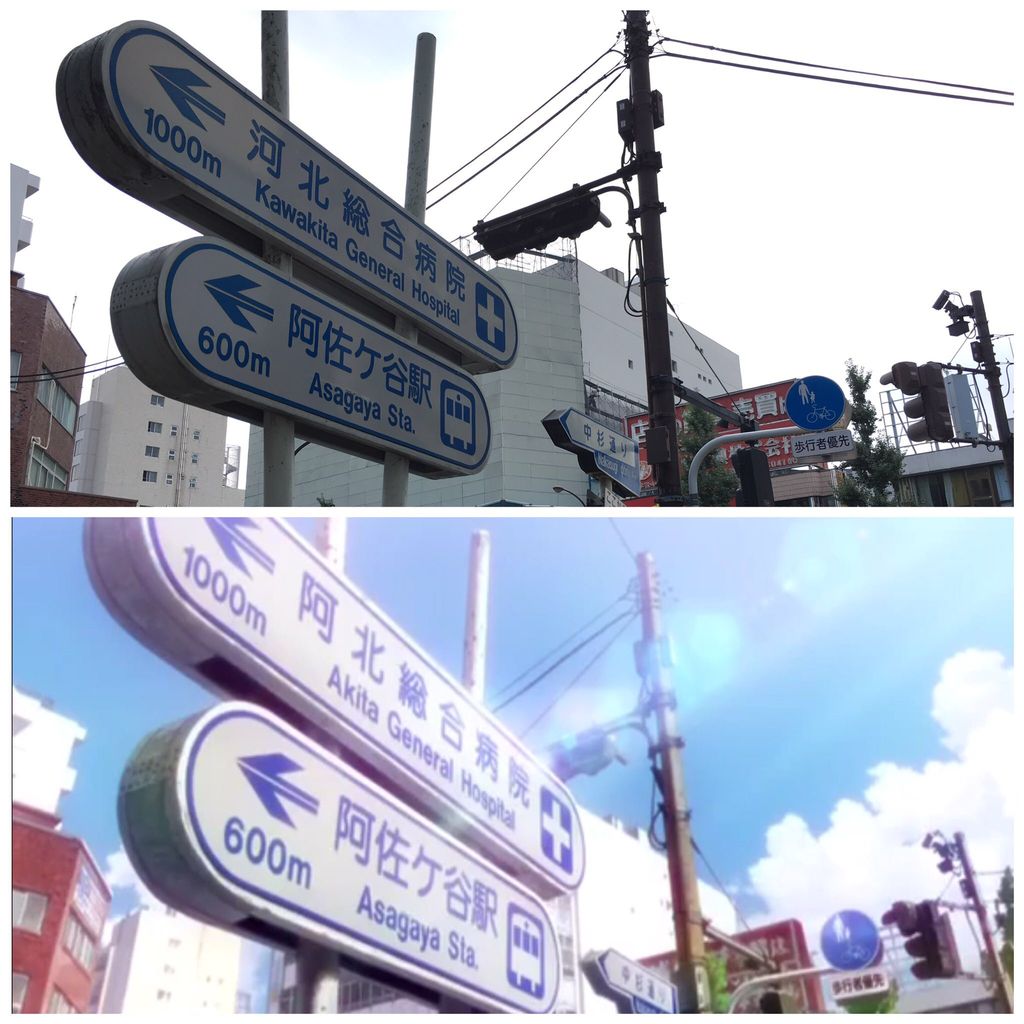 1000m
河北総合病院
Kawakita General Hospital
600m
阿佐ケ谷駅
Asagaya Sta.
中杉通り
売買
歩行者優先
1000m
阿北総合病院
Akita General Hospital
600m
阿佐ケ谷駅
Asagaya Sta.
中杉通り
歩行者優先